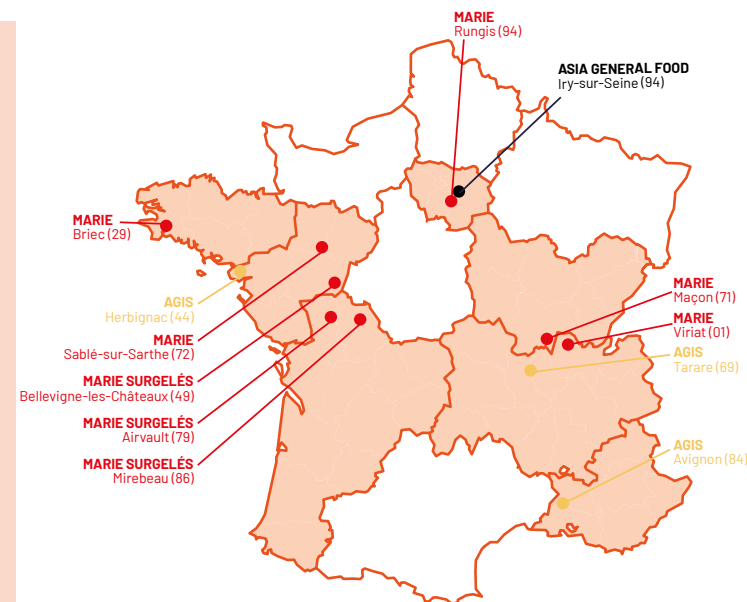 MARIE
Rungis (94)
ASIA GENERAL FOOD
Iry-sur-Seine (94)
MARIE
Briec (29)
AGIS
Herbignac (44)
MARIE
Sablé-sur-Sarthe (72)
MARIE SURGELÉS
Bellevigne-les-Châteaux (49)
MARIE SURGELÉS
Airvault (79)
MARIE SURGELÉS
Mirebeau (86)
MARIE
Maçon (71)
MARIE
Viriat (01)
AGIS
Tarare (69)
AGIS
Avignon (84)